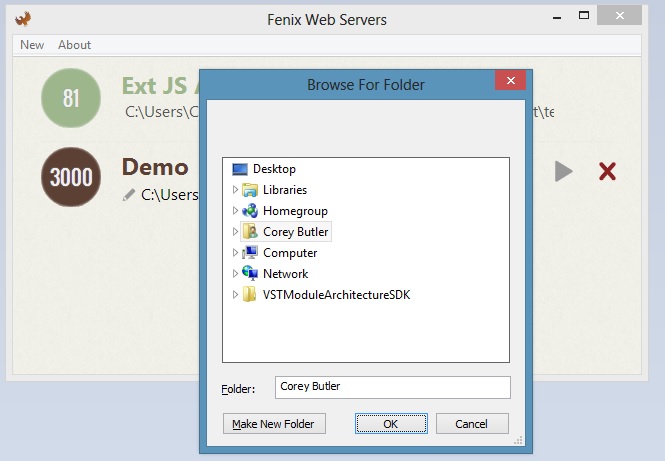 Fenix Web Servers
New About
81
Ext JS
C:\Users\C
t\te
3000
Demo
C:\Users
Browse For Folder
Desktop
Libraries
Homegroup
Corey Butler
Computer
Network
VSTModuleArchitectureSDK
Folder: Corey Butler
Make New Folder OK Cancel